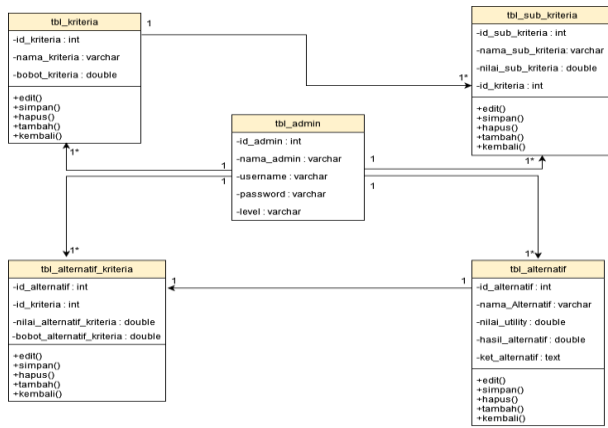 tbl_kriteria
-id_kriteria : int
-nama_kriteria : varchar
-bobot_kriteria : double
+edit()
+simpan()
+hapus()
+tambah()
+kembali()
1
1*
tbl_sub_kriteria
-id_sub_kriteria : int
-nama_sub_kriteria: varchar
-nilai_sub_kriteria : double
-id_kriteria : int
+edit()
+simpan()
+hapus()
+tambah()
+kembali()
tbl_admin
-id_admin : int
-nama_admin : varchar
-username : varchar
-password : varchar
-level : varchar
1*
1
1
1*
1
1
1*
1*
tbl_alternatif_kriteria
-id_alternatif : int
-id_kriteria : int
-nilai_alternatif_kriteria : double
-bobot_alternatif_kriteria : double
+edit()
+simpan()
+hapus()
+tambah()
+kembali()
1
1
tbl_alternatif
-id_alternatif : int
-nama_Alternatif : varchar
-nilai_utility : double
-hasil_alternatif : double
-ket_alternatif : text
+edit()
+simpan()
+hapus()
+tambah()
+kembali()